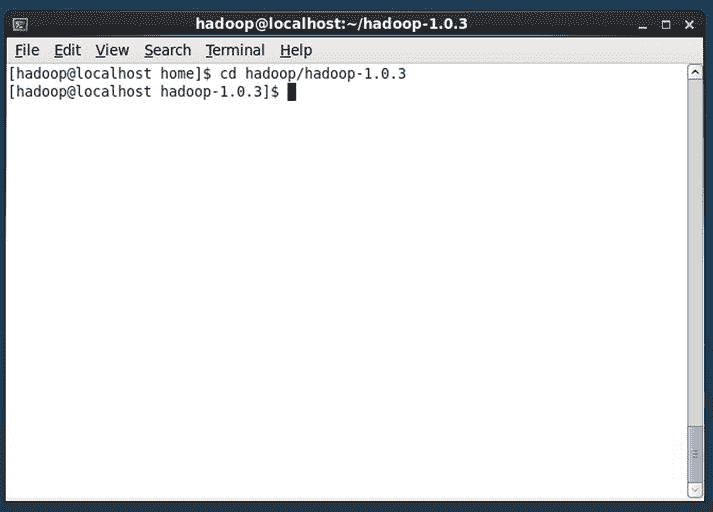 hadoop@localhost:~/hadoop-1.0.3
File Edit View Search Terminal Help
[hadoop@localhost home]$ cd hadoop/hadoop-1.0.3
[hadoop@localhost hadoop-1.0.3]$